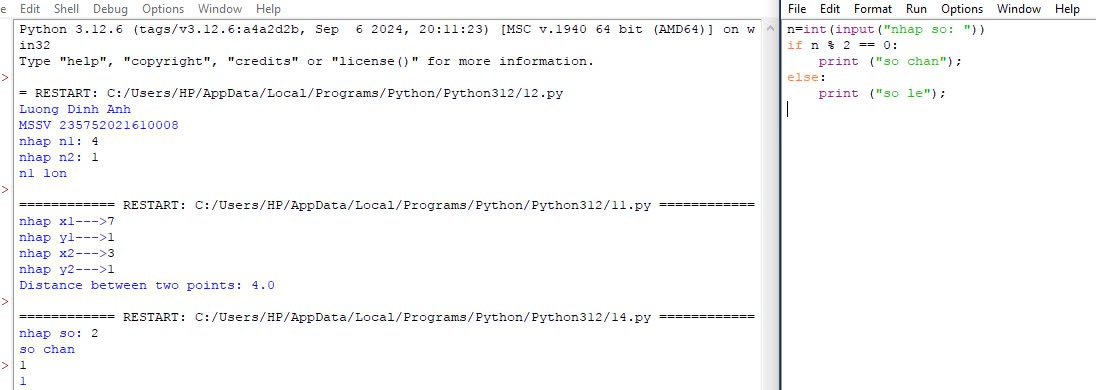 e Edit Shell Debug Options Window Help
Python 3.12.6 (tags/v3.12.6:a4a2d2b, Sep  6 2024, 20:11:23) [MSC v.1940 64 bit (AMD64)] on w
in32
Type "help", "copyright", "credits" or "license()" for more information.
>
= RESTART: C:/Users/HP/AppData/Local/Programs/Python/Python312/12.py
Luong Dinh Anh
MSSV 235752021610008
nhap n1: 4
nhap n2: 1
n1 lon
>
============ RESTART: C:/Users/HP/AppData/Local/Programs/Python/Python312/11.py ============
nhap x1--->7
nhap y1--->1
nhap x2--->3
nhap y2--->1
Distance between two points: 4.0
>
============ RESTART: C:/Users/HP/AppData/Local/Programs/Python/Python312/14.py ============
nhap so: 2
so chan
> 1
1
File Edit Format Run Options Window Help
n=int(input("nhap so: "))
if n % 2 == 0:
    print ("so chan");
else:
    print ("so le");